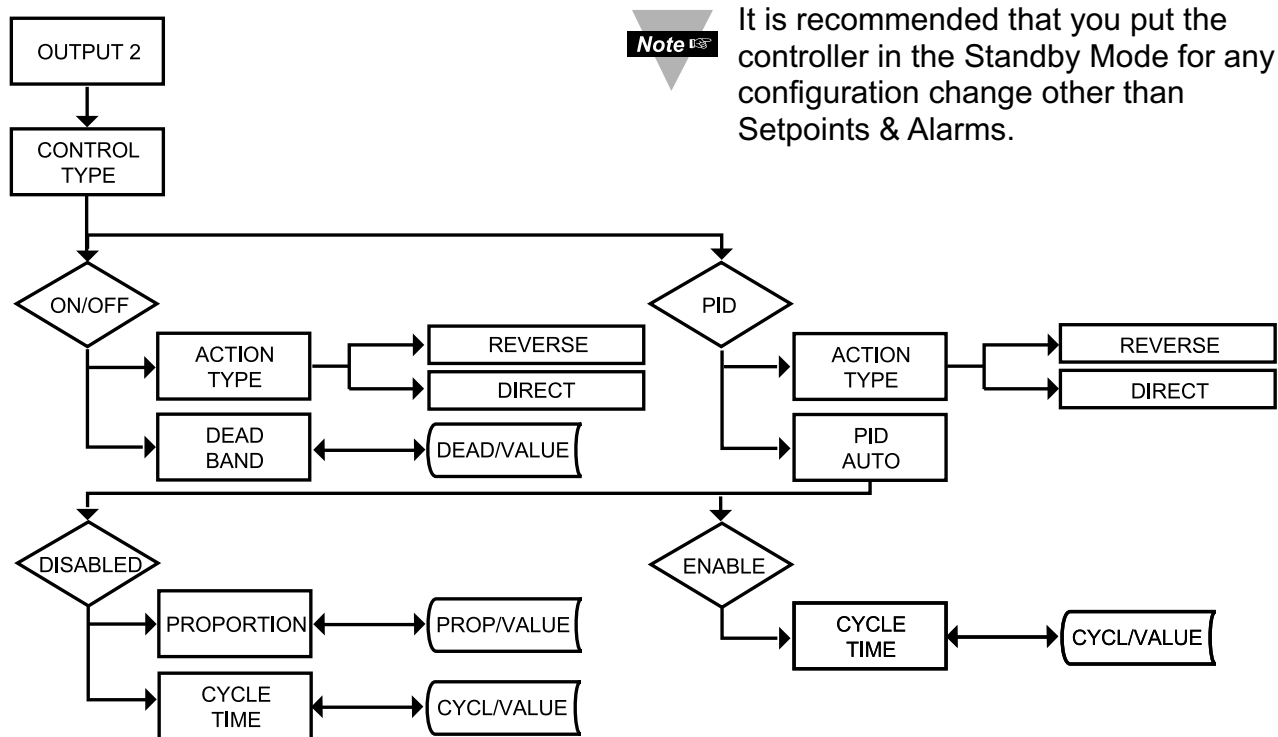 OUTPUT 2
Note
It is recommended that you put the
controller in the Standby Mode for any
configuration change other than
Setpoints & Alarms.
CONTROL
TYPE
ON/OFF
PID
ACTION
TYPE
REVERSE
DIRECT
ACTION
TYPE
REVERSE
DIRECT
DEAD
BAND
DEAD/VALUE
PID
AUTO
DISABLED
ENABLE
PROPORTION
PROP/VALUE
CYCLE
TIME
CYCL/VALUE
CYCLE
TIME
CYCL/VALUE